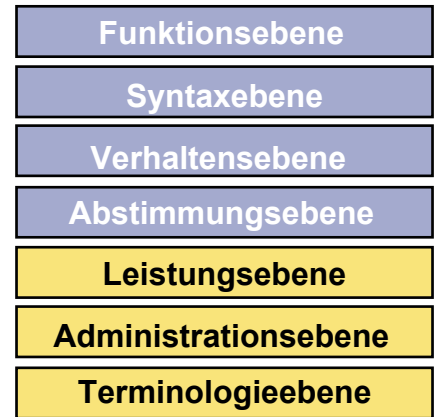 Funktionsebene
Syntaxebene
Verhaltensebene
Abstimmungsebene
Leistungsebene
Administrationsebene
Terminologieebene